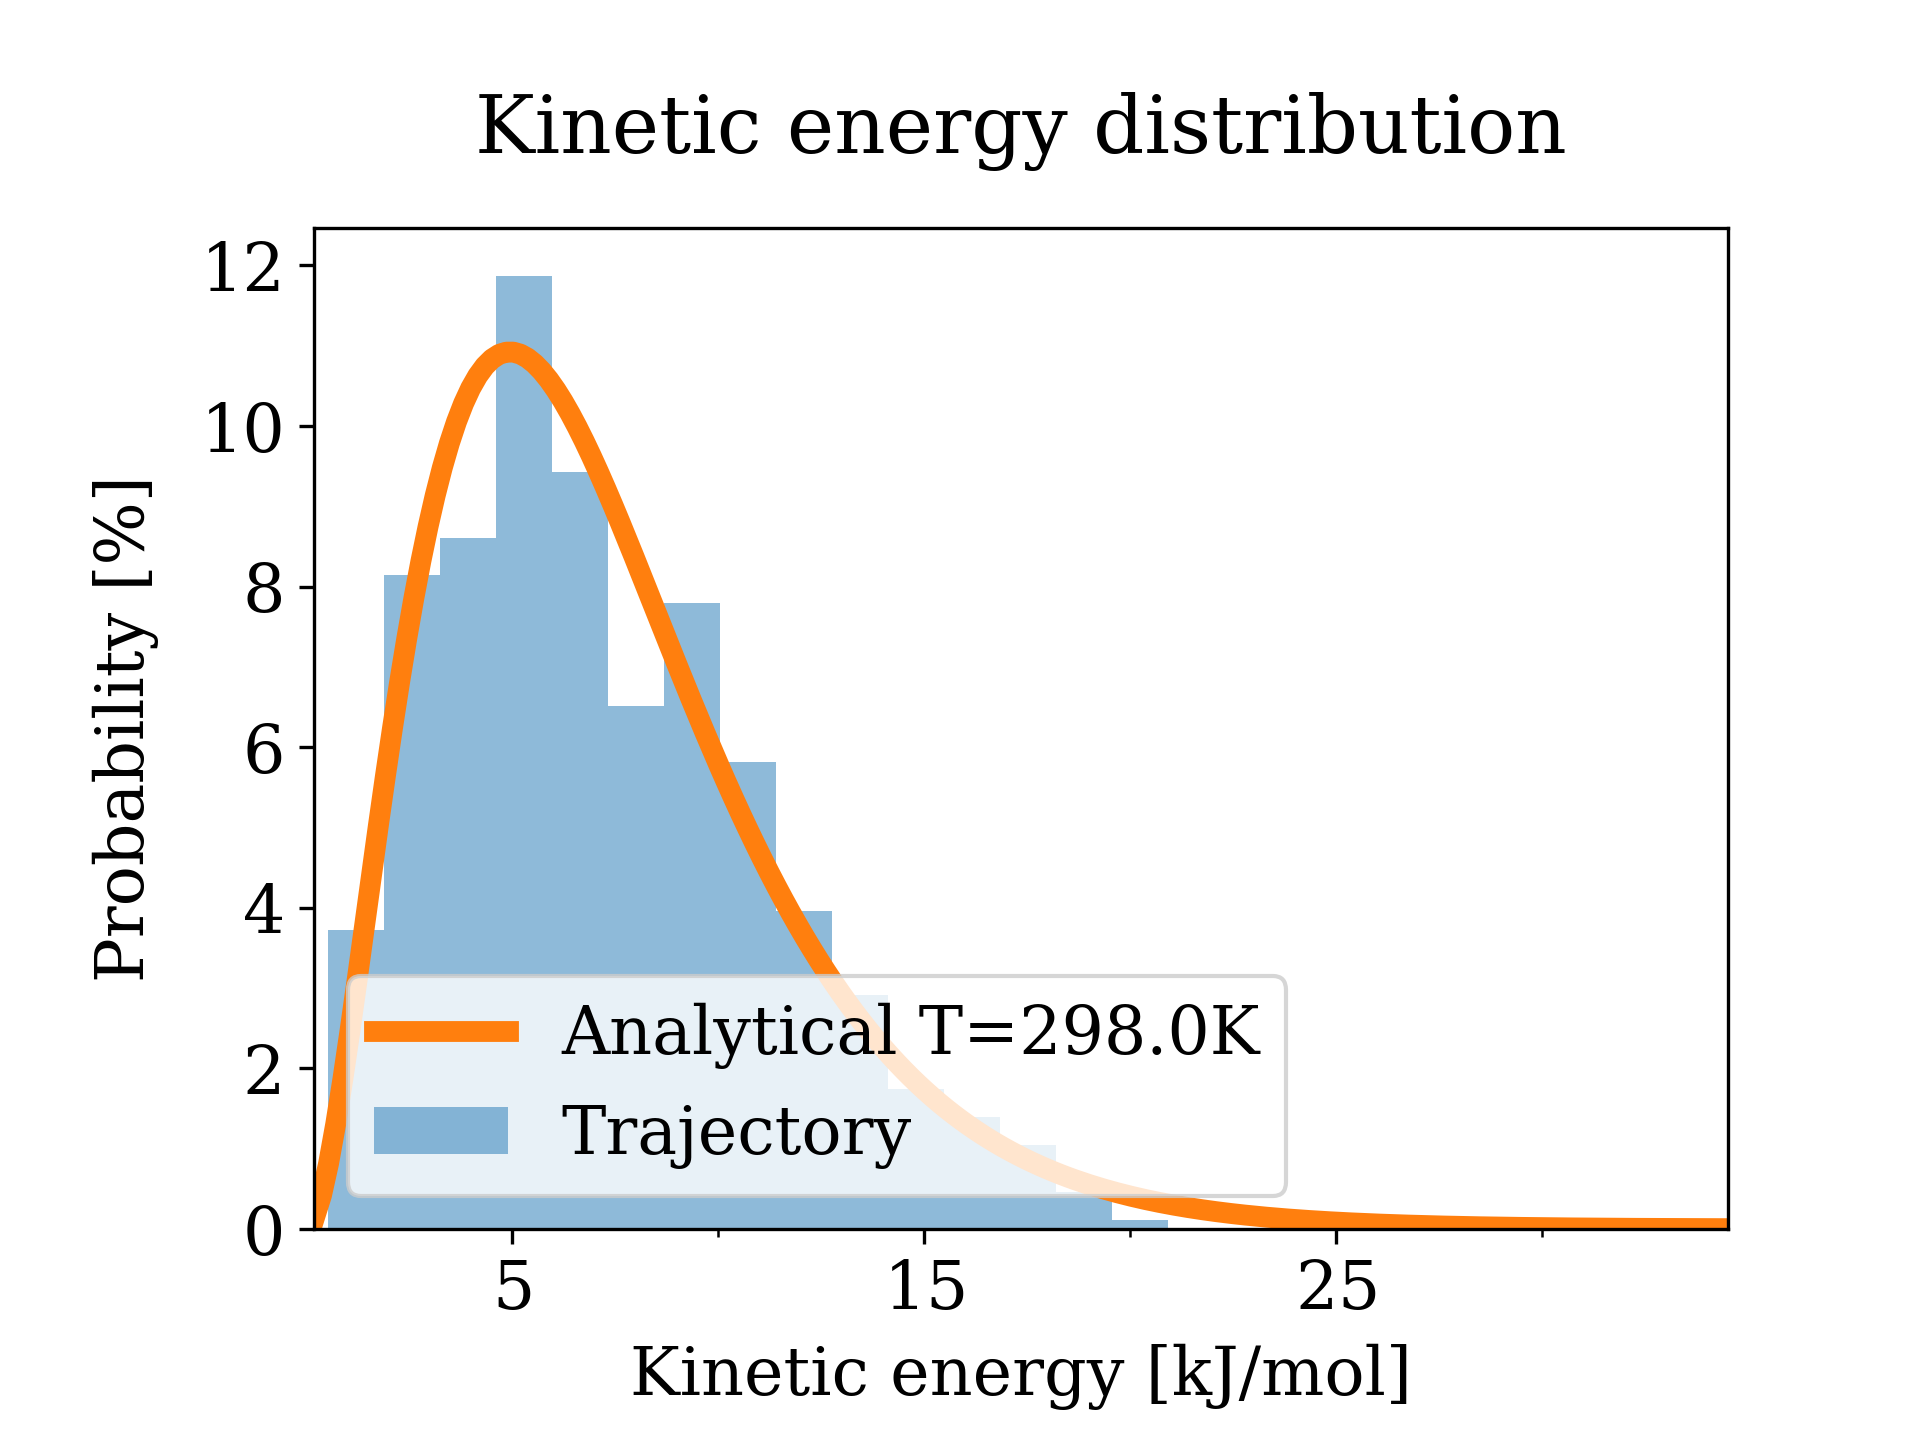 Kinetic energy distribution
12
10
8
6
4
2
0
Probability [%]
Analytical T=298.0K
Trajectory
5 15 25
Kinetic energy [kJ/mol]